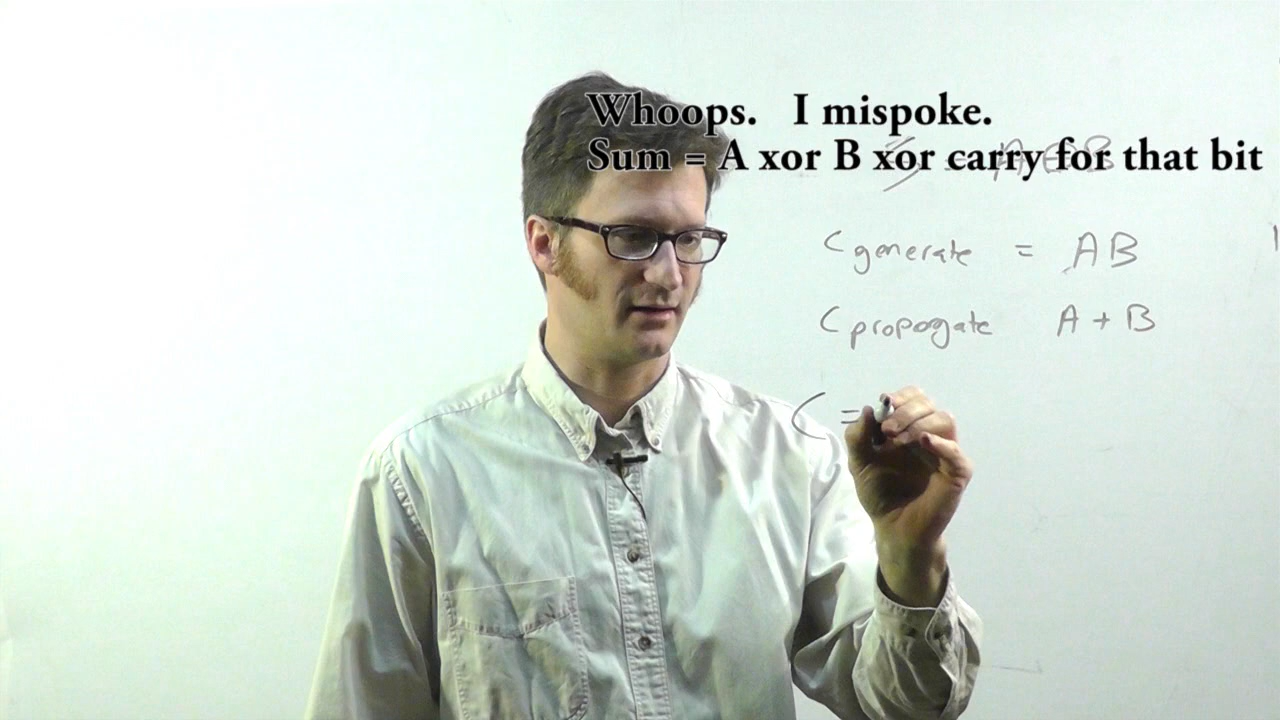 Whoops. I mispoke.
Sum = A xor B xor carry for that bit
S = A ⊕ B
C generate = AB
C propogate A + B
C =